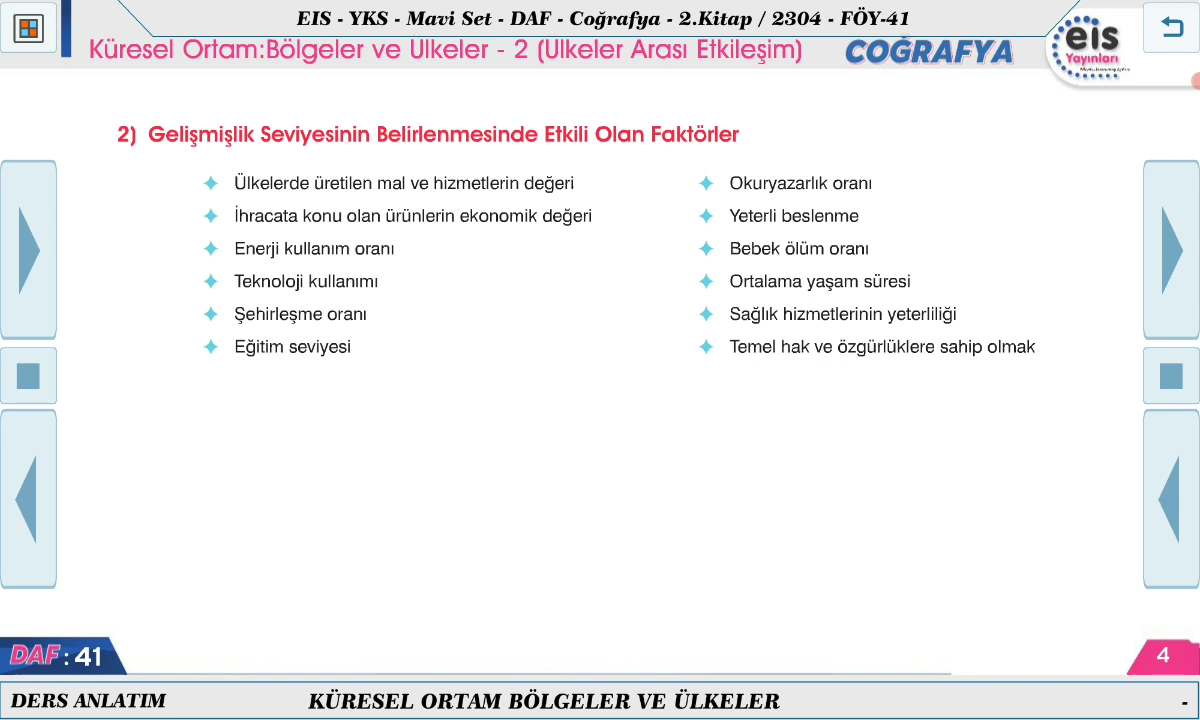 EIS - YKS - Mavi Set - DAF - Coğrafya - 2.Kitap / 2304 - FÖY-41
Küresel Ortam:Bölgeler ve Ülkeler - 2 (Ülkeler Arası Etkileşim)
COĞRAFYA
eis
Yayınları
2) Gelişmişlik Seviyesinin Belirlenmesinde Etkili Olan Faktörler
Ülkelerde üretilen mal ve hizmetlerin değeri
İhracata konu olan ürünlerin ekonomik değeri
Enerji kullanım oranı
Teknoloji kullanımı
Şehirleşme oranı
Eğitim seviyesi
Okuryazarlık oranı
Yeterli beslenme
Bebek ölüm oranı
Ortalama yaşam süresi
Sağlık hizmetlerinin yeterliliği
Temel hak ve özgürlüklere sahip olmak
DAF : 41
4
DERS ANLATIM
KÜRESEL ORTAM BÖLGELER VE ÜLKELER
-